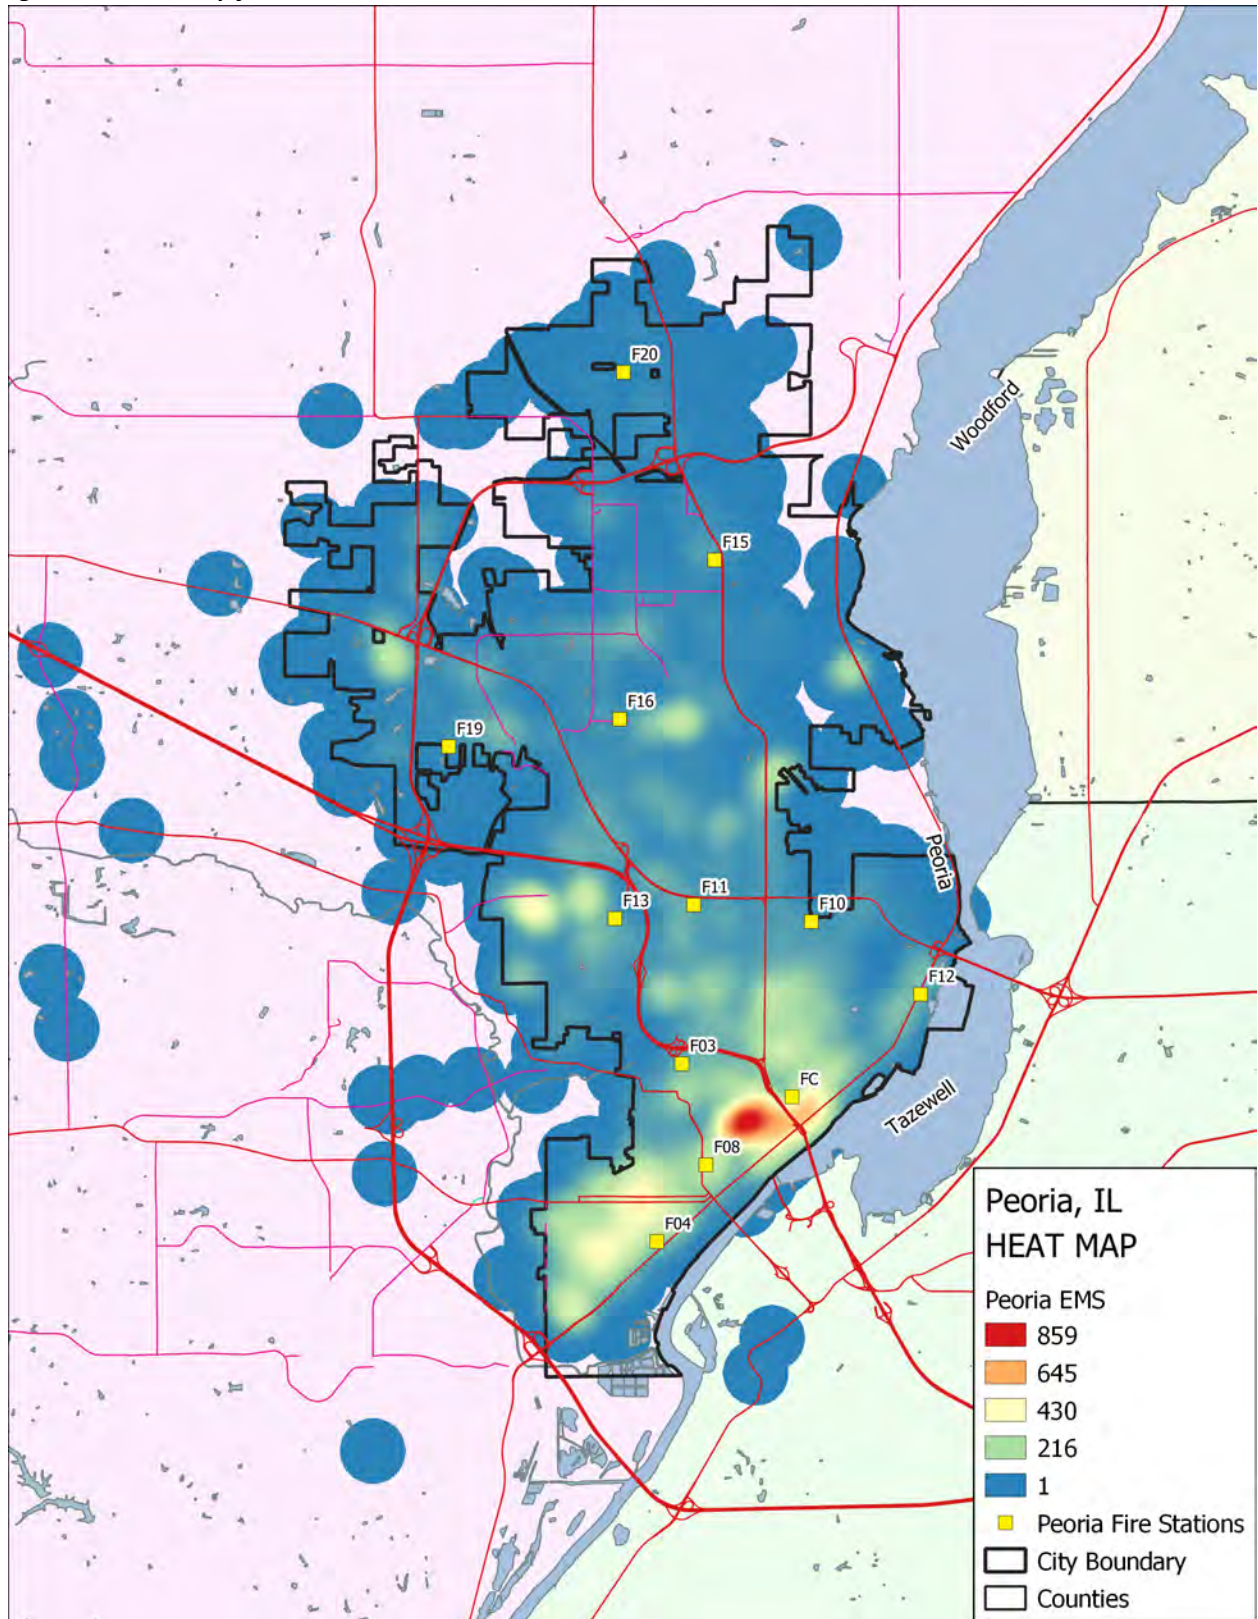 F20
Woodford
F15
F16
F19
Peoria
F11
F13
F10
F12
F03
FC
Tazewell
F08
F04
Peoria, IL
HEAT MAP
Peoria EMS
859
645
430
216
1
Peoria Fire Stations
City Boundary
Counties